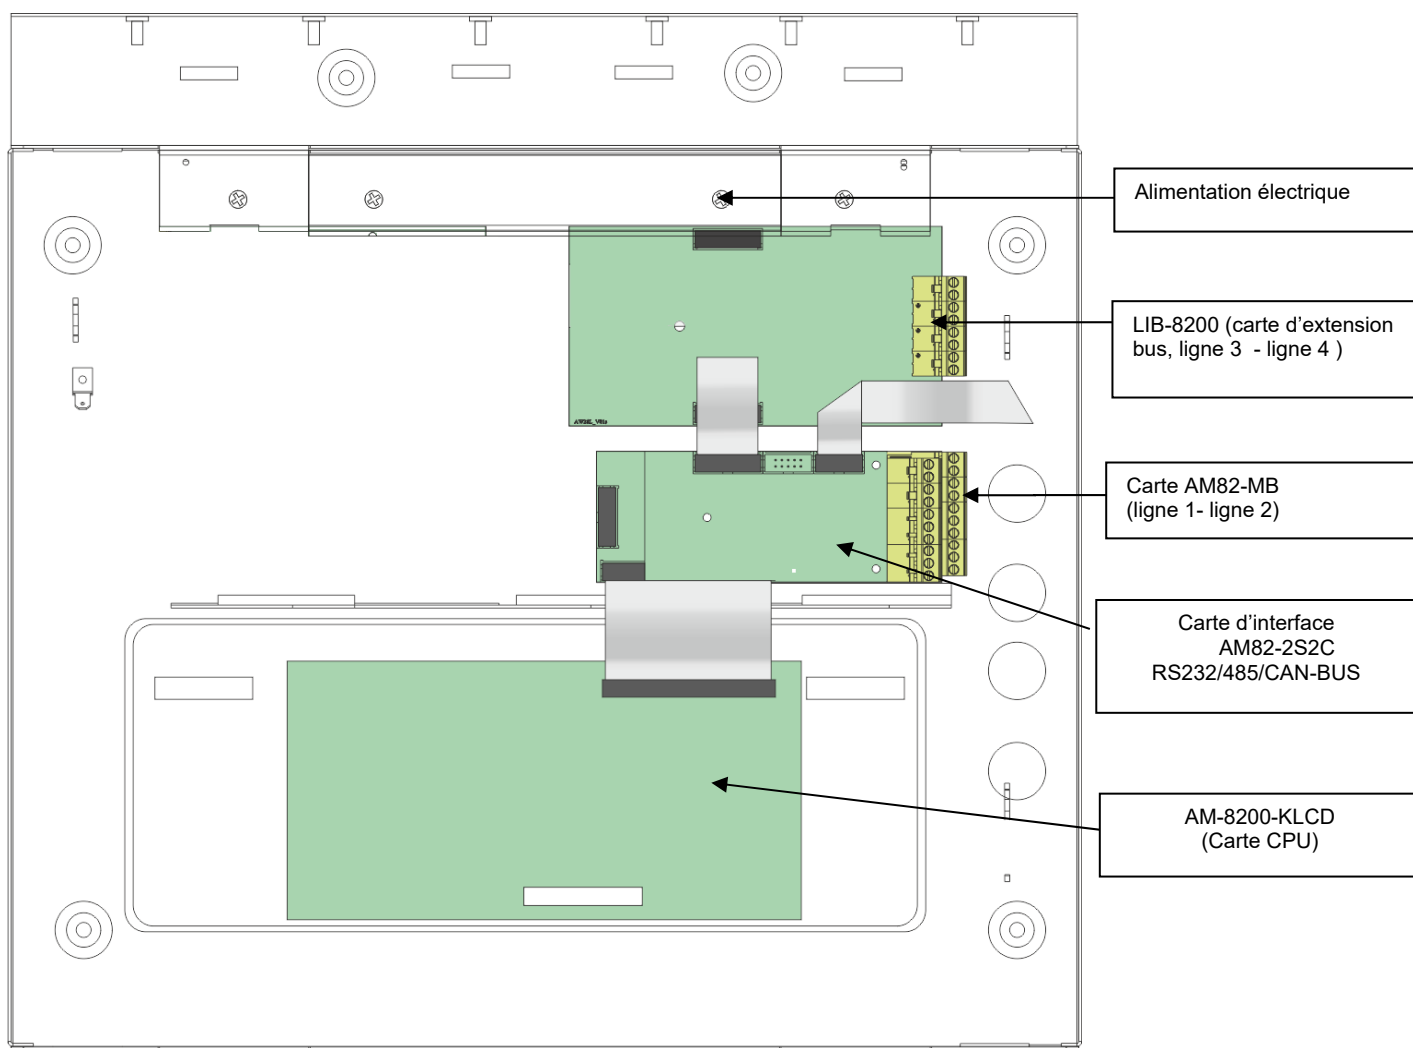 Alimentation électrique
LIB-8200 (carte d’extension
bus, ligne 3 - ligne 4 )
AW2SL_V01a
Carte AM82-MB
(ligne 1- ligne 2)
Carte d’interface
AM82-2S2C
RS232/485/CAN-BUS
AM-8200-KLCD
(Carte CPU)